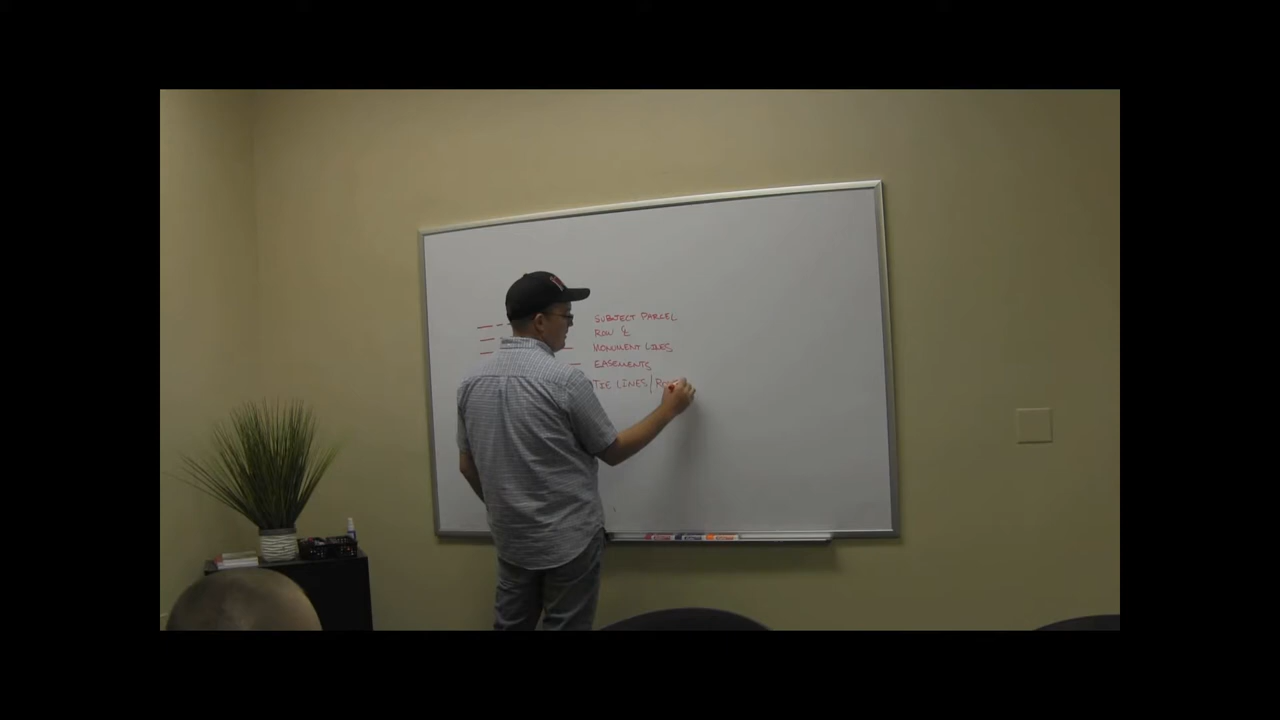 SUBJECT PARCEL
ROW ℄
MONUMENT LINES
EASEMENTS
TIE LINES/